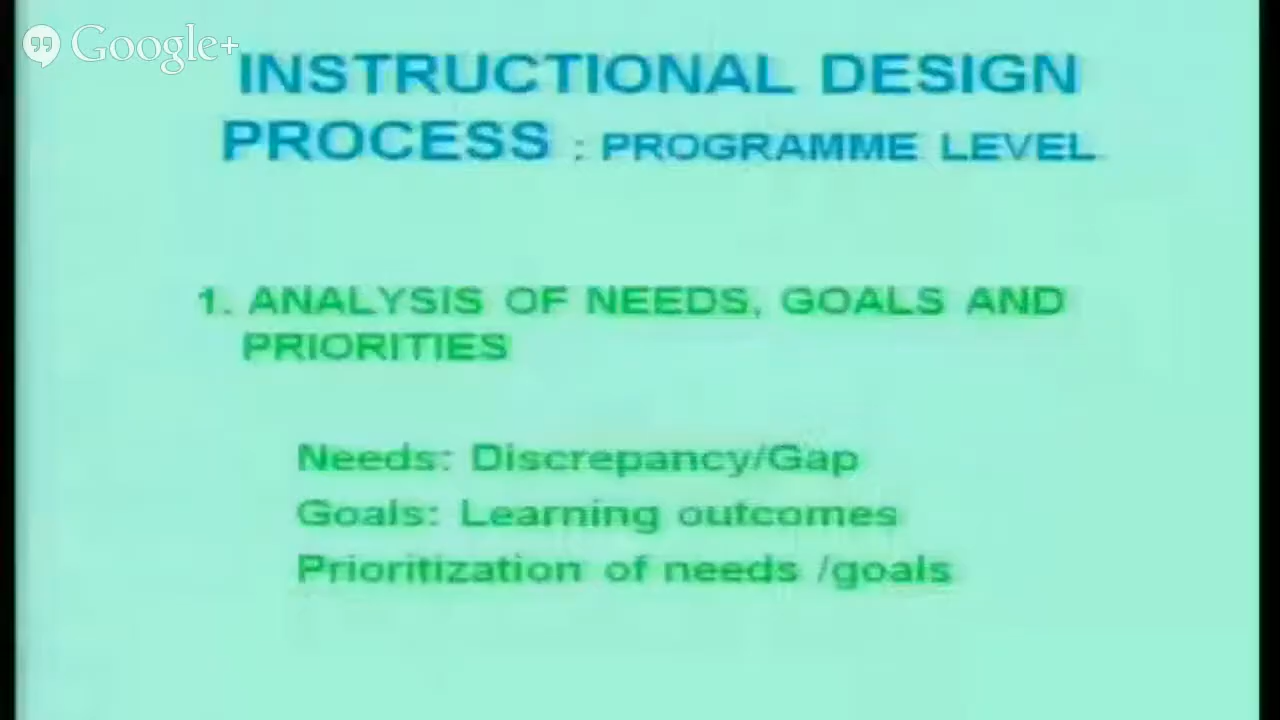 Google+
INSTRUCTIONAL DESIGN
PROCESS : PROGRAMME LEVEL
1. ANALYSIS OF NEEDS, GOALS AND
PRIORITIES
Needs: Discrepancy/Gap
Goals: Learning outcomes
Prioritization of needs /goals